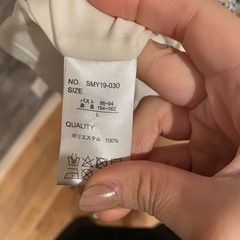 NO. SMY19-030
SIZE
バスト 86~94
身 長 154~162
L
QUALITY
ポリエステル 100%